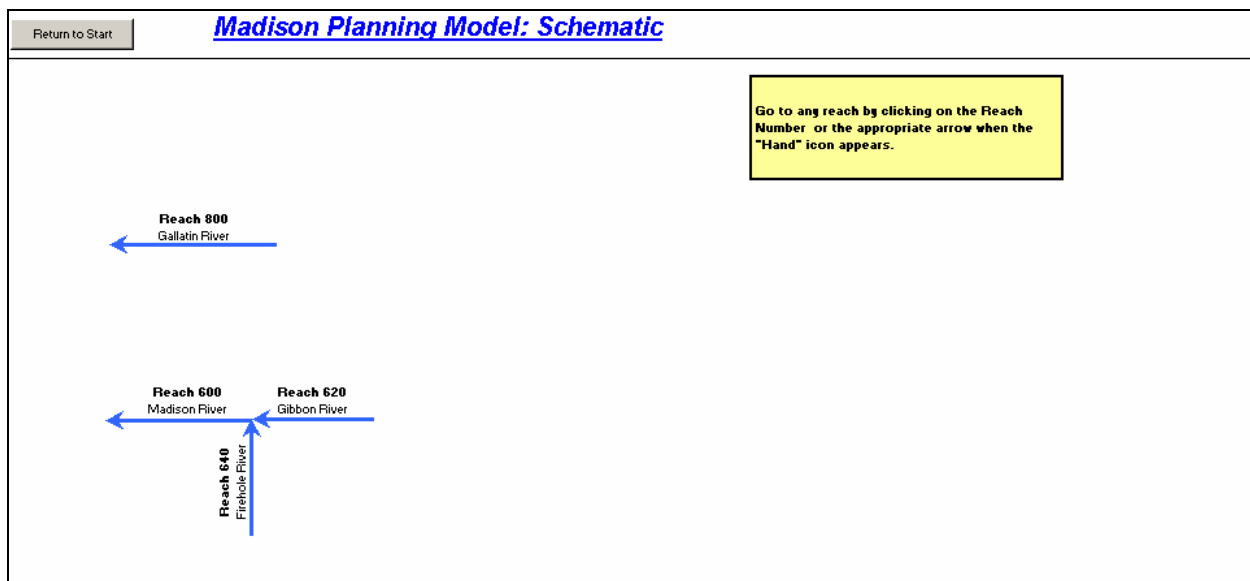 Return to Start
Madison Planning Model: Schematic
Go to any reach by clicking on the Reach
Number or the appropriate arrow when the
"Hand" icon appears.
Reach 800
Gallatin River
Reach 600
Madison River
Reach 620
Gibbon River
Reach 640
Firehole River